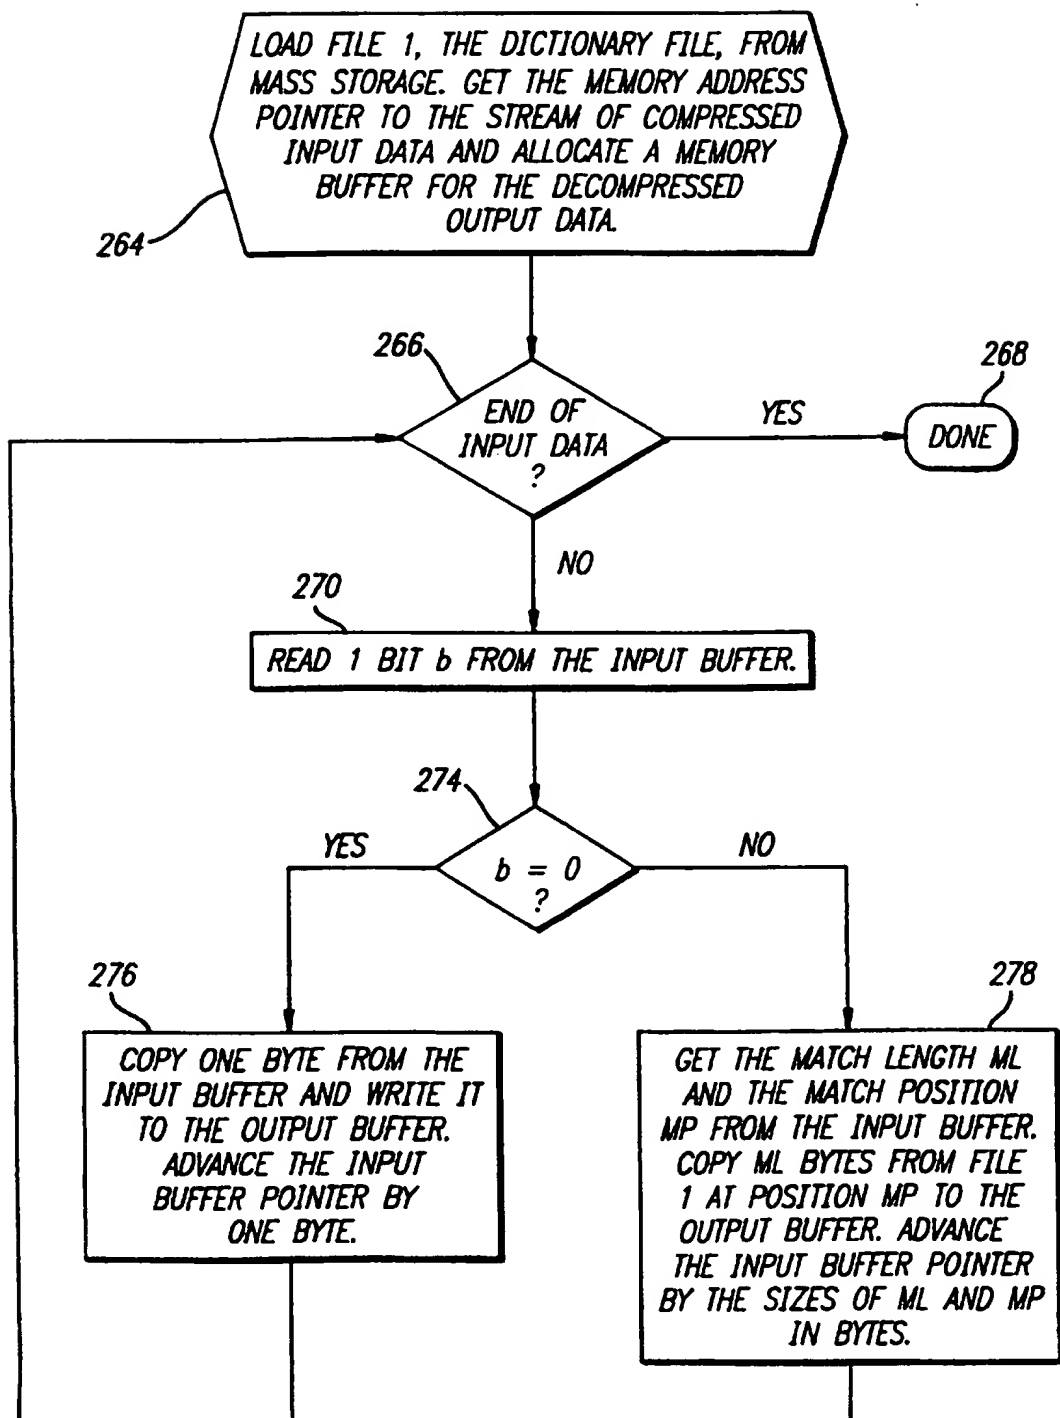 LOAD FILE 1, THE DICTIONARY FILE, FROM
MASS STORAGE. GET THE MEMORY ADDRESS
POINTER TO THE STREAM OF COMPRESSED
INPUT DATA AND ALLOCATE A MEMORY
BUFFER FOR THE DECOMPRESSED
OUTPUT DATA.
264
266
268
END OF
INPUT DATA
?
YES
DONE
NO
270
READ 1 BIT b FROM THE INPUT BUFFER.
274
YES
NO
b = 0
?
276
COPY ONE BYTE FROM THE
INPUT BUFFER AND WRITE IT
TO THE OUTPUT BUFFER.
ADVANCE THE INPUT
BUFFER POINTER BY
ONE BYTE.
278
GET THE MATCH LENGTH ML
AND THE MATCH POSITION
MP FROM THE INPUT BUFFER.
COPY ML BYTES FROM FILE
1 AT POSITION MP TO THE
OUTPUT BUFFER. ADVANCE
THE INPUT BUFFER POINTER
BY THE SIZES OF ML AND MP
IN BYTES.